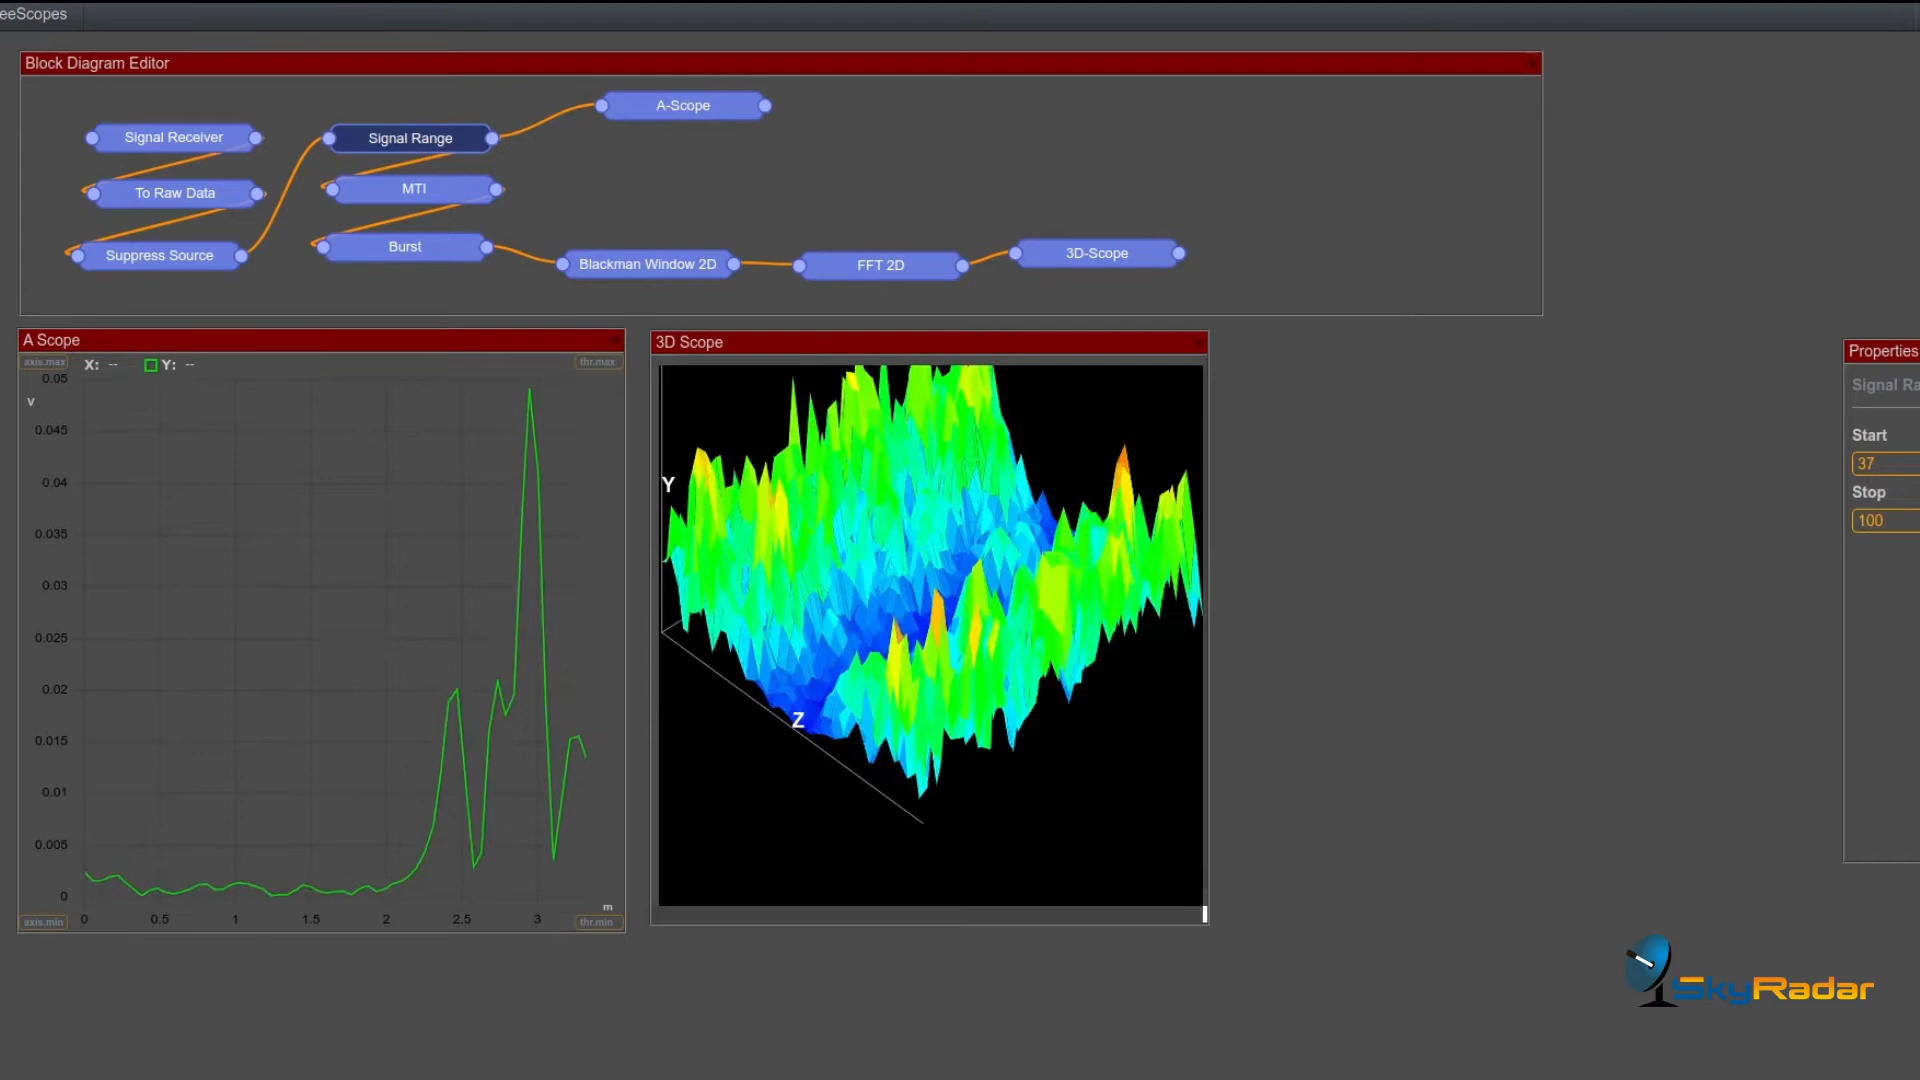 eeScopes
Block Diagram Editor
A-Scope
Signal Receiver
Signal Range
To Raw Data
MTI
Suppress Source
Burst
Blackman Window 2D
FFT 2D
3D-Scope
A Scope
axis.max
X: --
Y: --
thr.max
0.05
v
0.045
0.04
0.035
0.03
0.025
0.02
0.015
0.01
0.005
0
m
axis.min
0
0.5
1
1.5
2
2.5
3
thr.min
3D Scope
Y
Z
Properties
Signal Ra
Start
37
Stop
100
SkyRadar